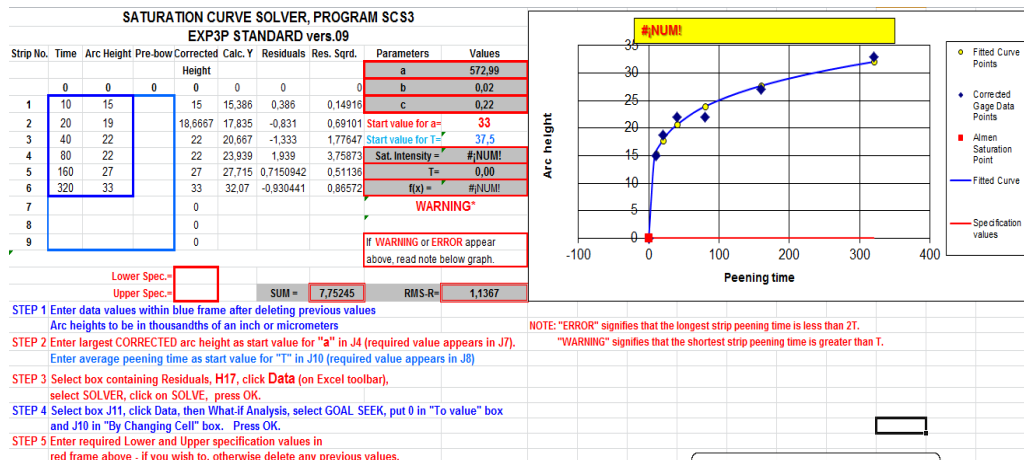 SATURATION CURVE SOLVER, PROGRAM SCS3
EXP3P STANDARD vers.09
Strip No. Time Arc Height Pre-bow Corrected Calc. Y Residuals Res. Sqrd. Parameters Values
Height a 572,99
0 0 0 0 0 0 b 0,02
1 10 15 15 15,386 0,386 0,14916 c 0,22
2 20 19 18,6667 17,835 -0,831 0,69101 Start value for a= 33
3 40 22 22 20,667 -1,333 1,77647 Start value for T= 37,5
4 80 22 22 23,939 1,939 3,75873 Sat. Intensity = #¡NUM!
5 160 27 27 27,715 0,7150942 0,51136 T= 0,00
6 320 33 33 32,07 -0,930441 0,86572 f(x) = #¡NUM!
7 0 WARNING*
8 0
9 0 If WARNING or ERROR appear
above, read note below graph.
Lower Spec.=
Upper Spec.= SUM = 7,75245 RMS-R= 1,1367
#¡NUM!
35
30
25
20
15
10
5
0
Arc height
-100 0 100 200 300 400
Peening time
Fitted Curve
Points
Corrected
Gage Data
Points
Almen
Saturation
Point
Fitted Curve
Specification
values
STEP 1 Enter data values within blue frame after deleting previous values
Arc heights to be in thousandths of an inch or micrometers
STEP 2 Enter largest CORRECTED arc height as start value for "a" in J4 (required value appears in J7).
Enter average peening time as start value for "T" in J10 (required value appears in J8)
STEP 3 Select box containing Residuals, H17, click Data (on Excel toolbar),
select SOLVER, click on SOLVE, press OK.
STEP 4 Select box J11, click Data, then What-if Analysis, select GOAL SEEK, put 0 in "To value" box
and J10 in "By Changing Cell" box. Press OK.
STEP 5 Enter required Lower and Upper specification values in
red frame above - if you wish to, otherwise delete any previous values.
NOTE: "ERROR" signifies that the longest strip peening time is less than 2T.
"WARNING" signifies that the shortest strip peening time is greater than T.